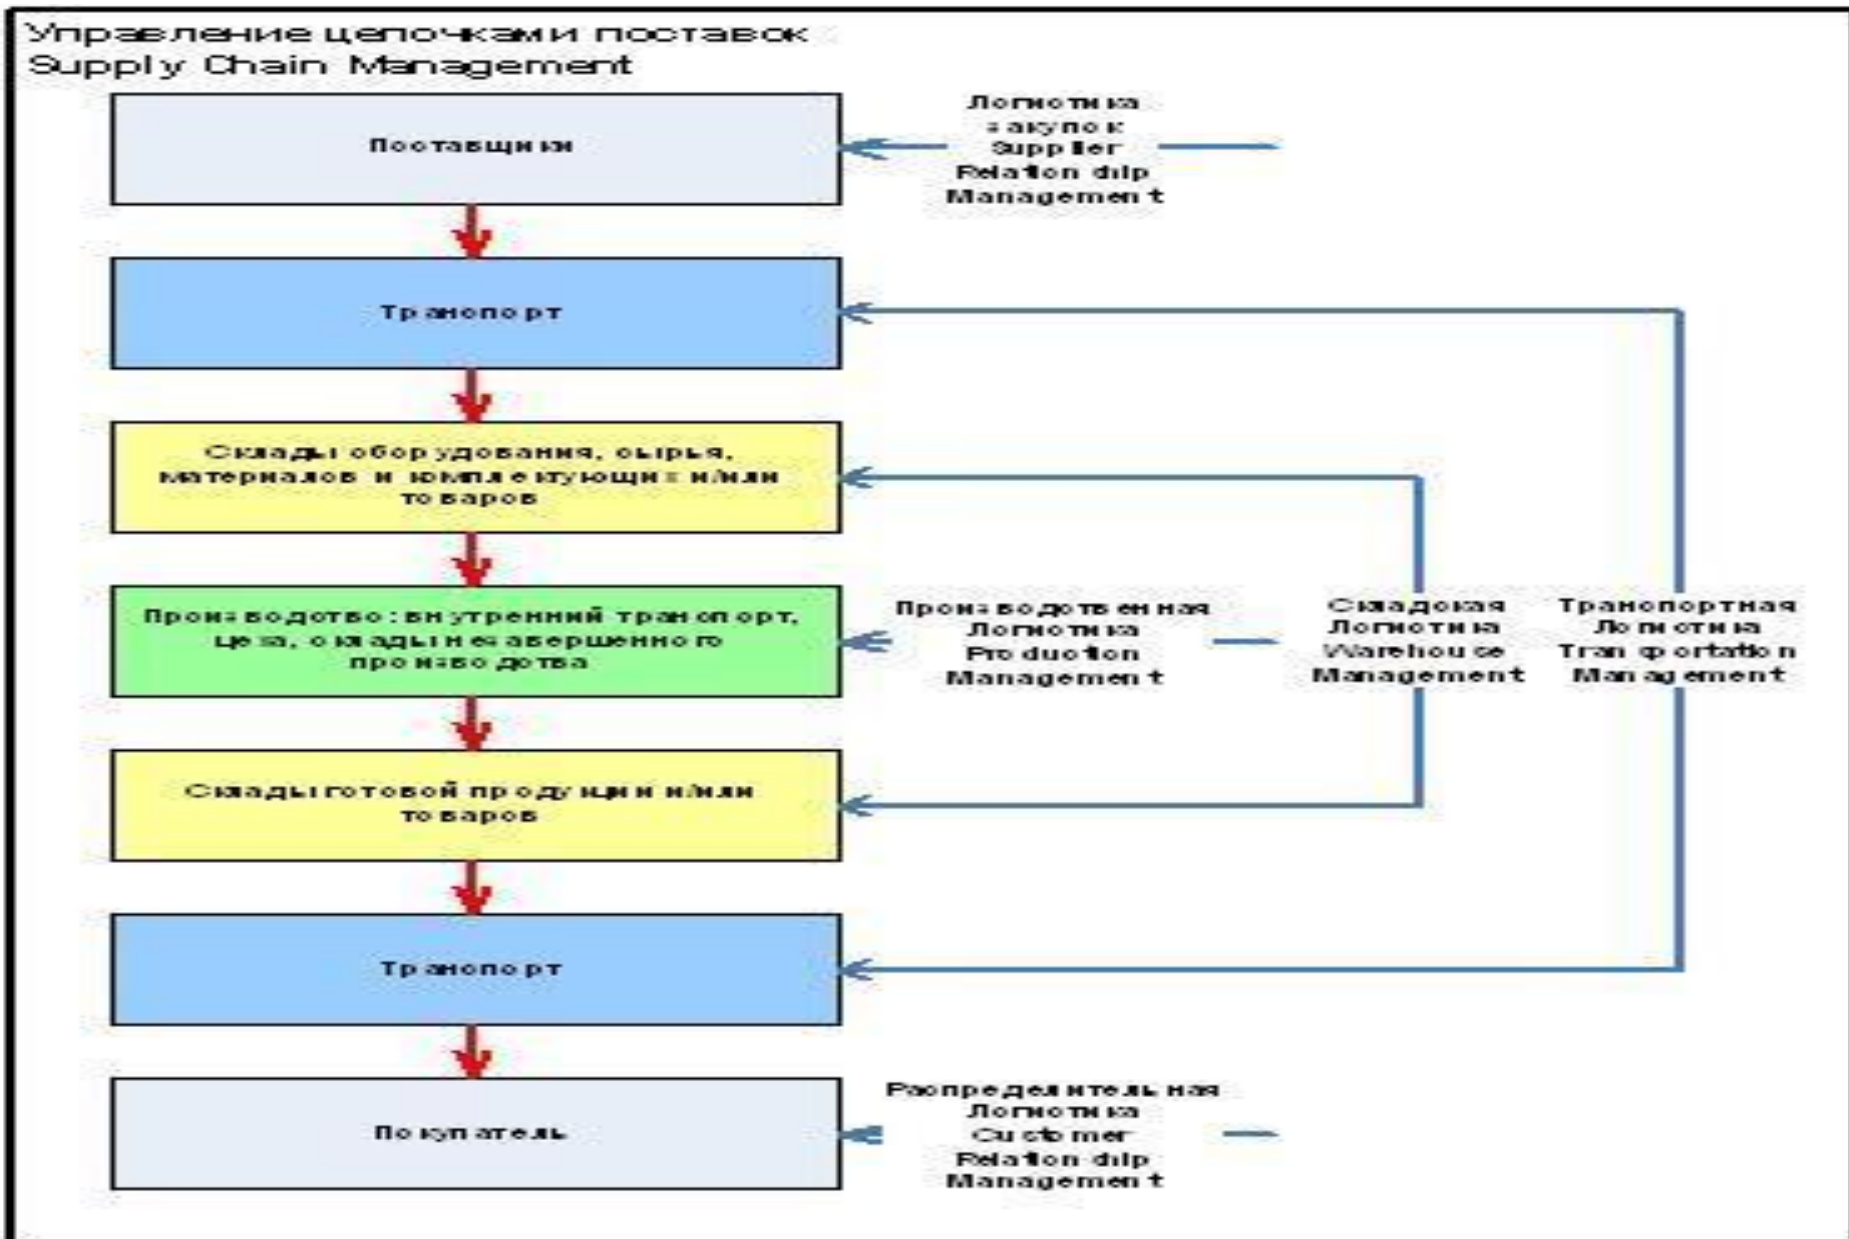 Управление цепочками поставок
Supply Chain Management
Поставщики
Логистика
закупок
Supplier
Relationship
Management
Транспорт
Склады оборудования, сырья,
материалов и комплектующих и/или
товаров
Производство: внутренний транспорт,
цеха, склады незавершенного
производства
Производственная
Логистика
Production
Management
Складская
Логистика
Warehouse
Management
Транспортная
Логистика
Transportation
Management
Склады готовой продукции и/или
товаров
Транспорт
Покупатель
Распределительная
Логистика
Customer
Relationship
Management